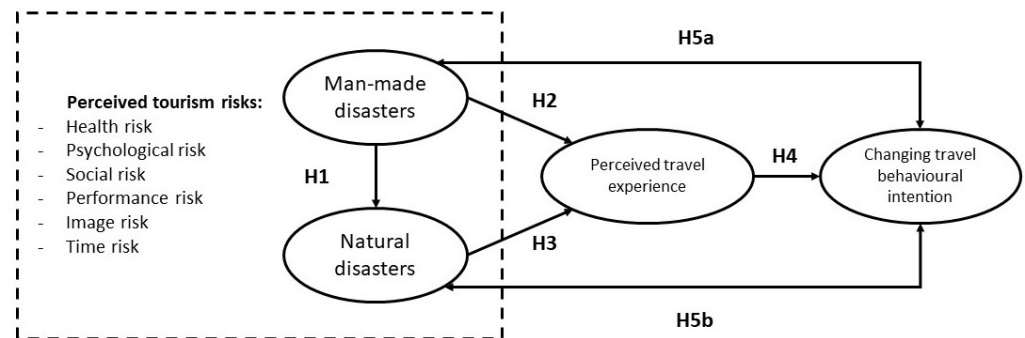 H5a
Man-made
disasters
H2
Perceived tourism risks:
- Health risk
- Psychological risk
- Social risk
- Performance risk
- Image risk
- Time risk
H1
Perceived travel
experience
H4
Changing travel
behavioural
intention
Natural
disasters
H3
H5b